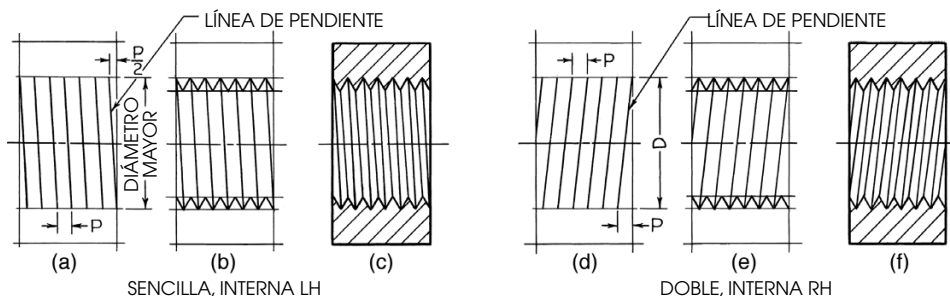 LÍNEA DE PENDIENTE
P
2
DIÁMETRO
MAYOR
P
(a)
(b)
(c)
SENCILLA, INTERNA LH
LÍNEA DE PENDIENTE
P
D
P
(d)
(e)
(f)
DOBLE, INTERNA RH